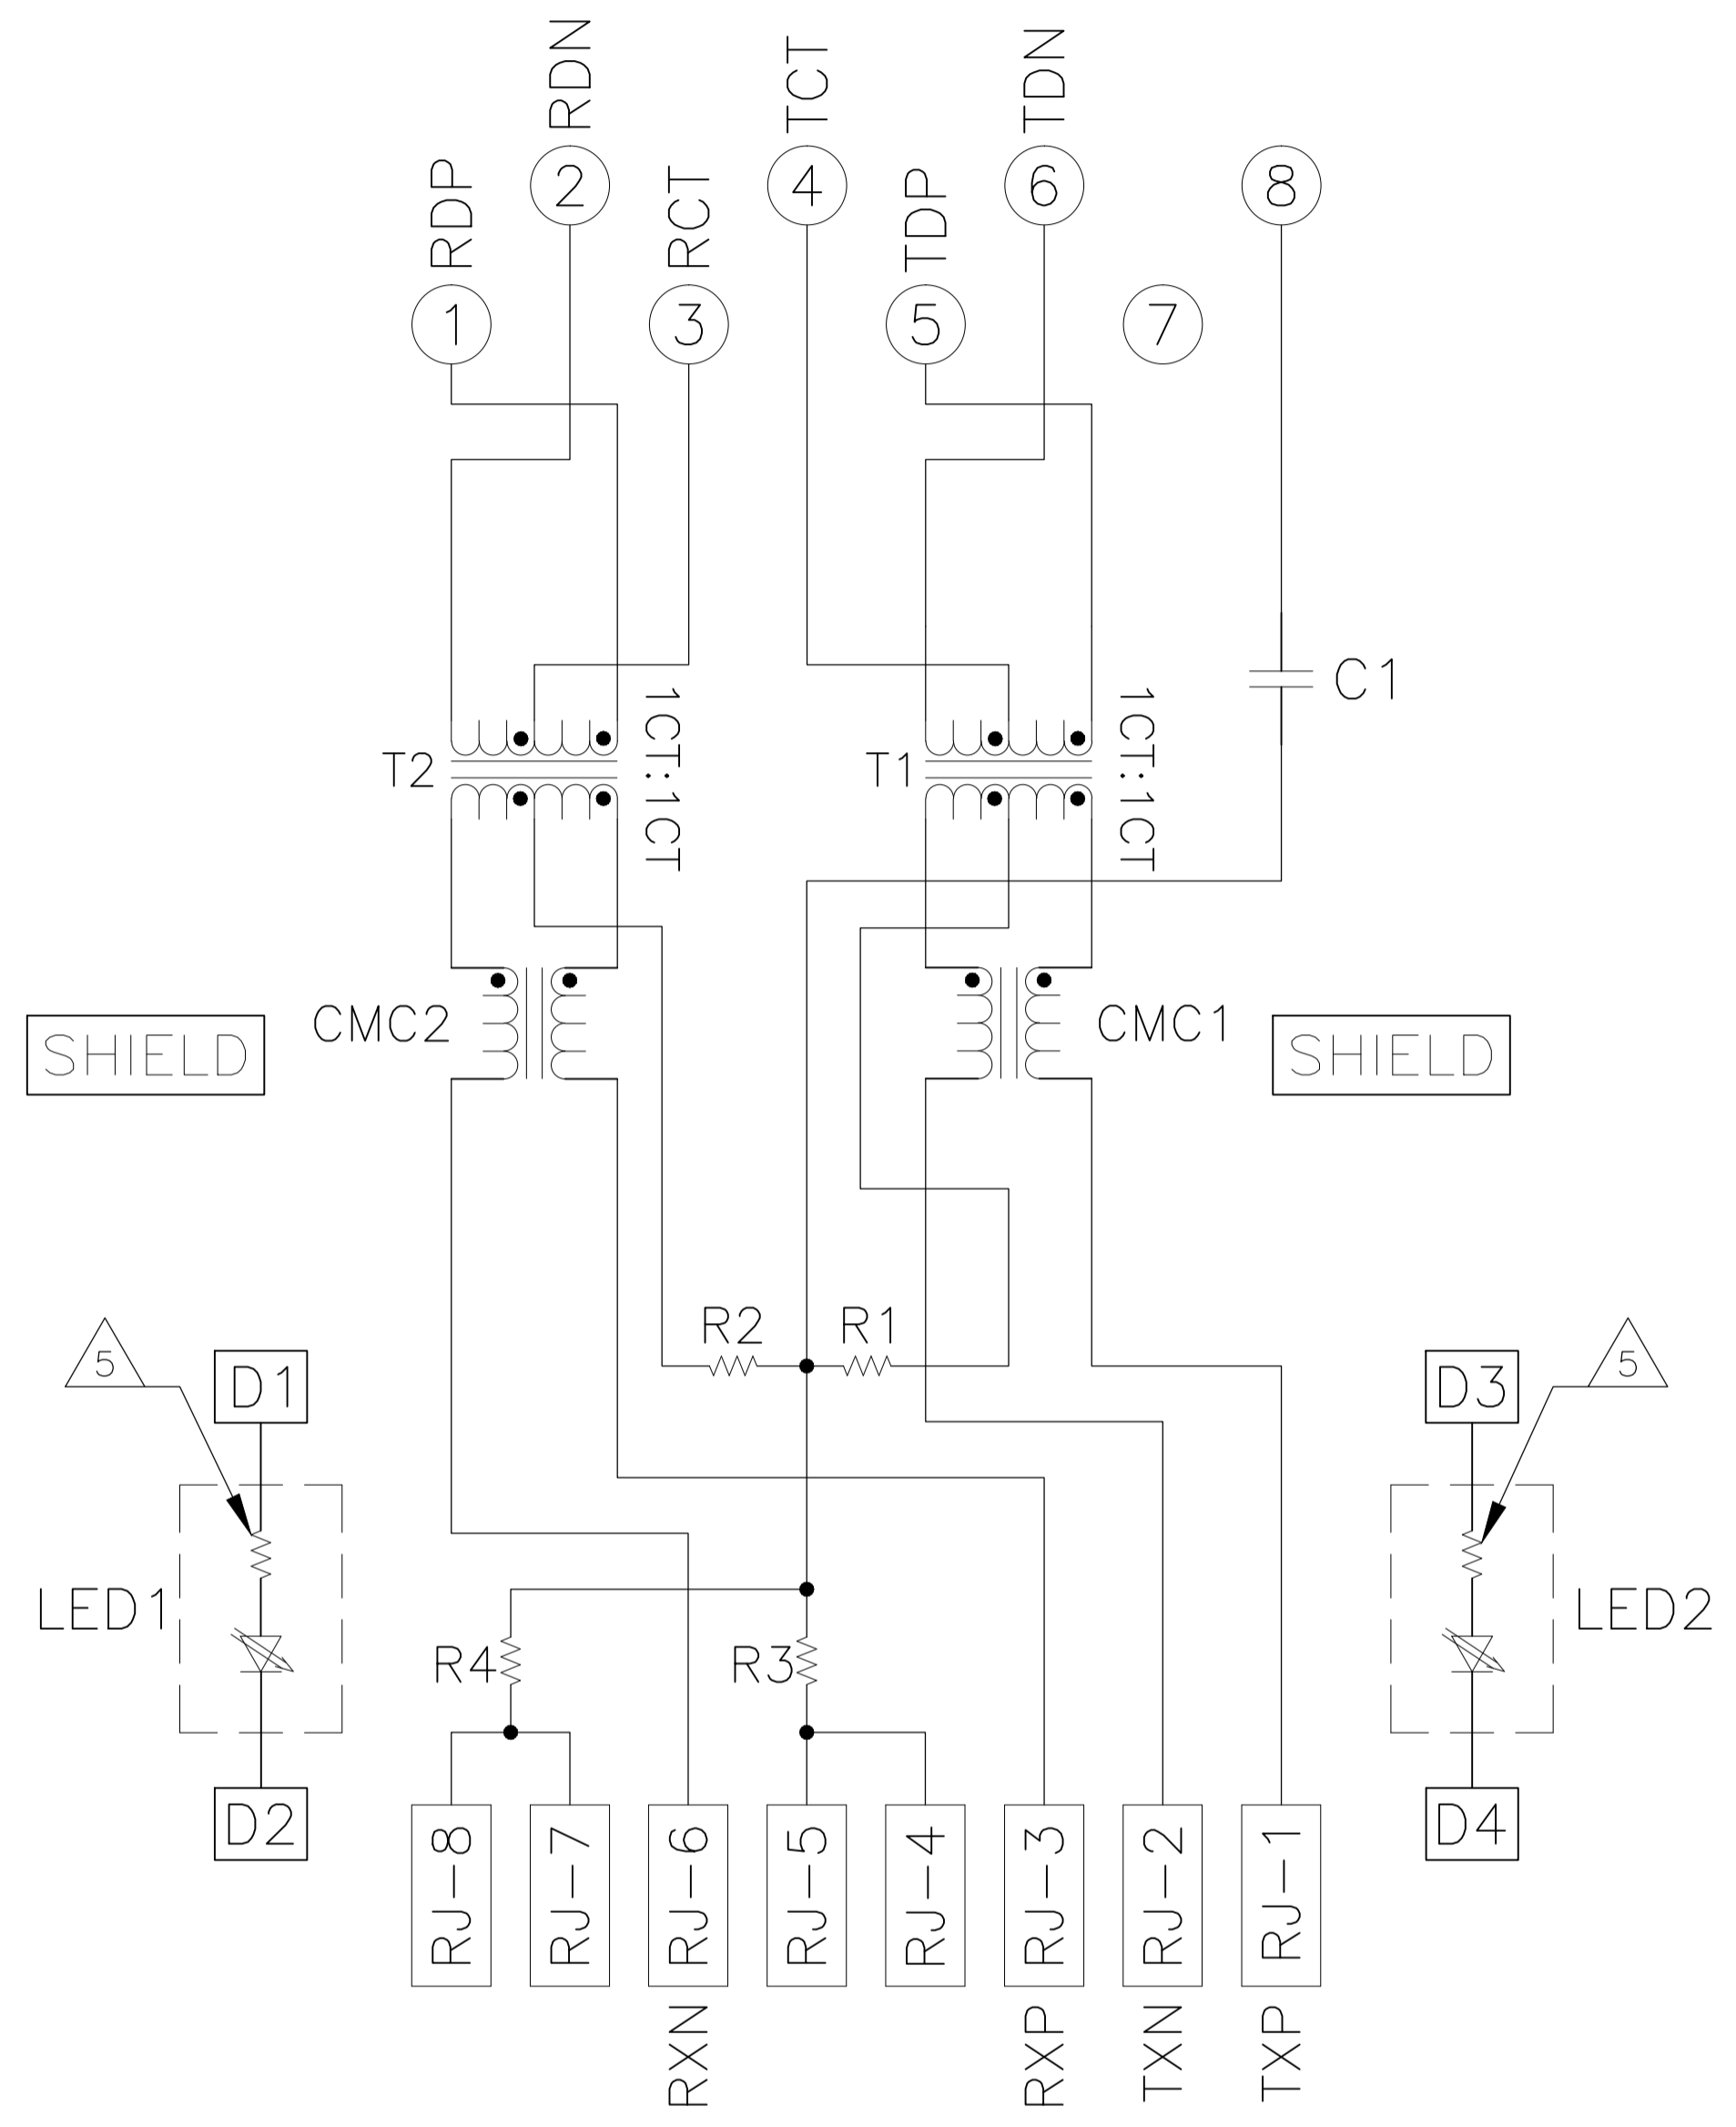 RDN
TCT
TDN
RDP
RCT
TDP
2
4
6
8
1
3
5
7
1CT:1CT
1CT:1CT
C1
T2
T1
CMC2
CMC1
SHIELD
SHIELD
R2
R1
5
5
D1
D3
LED1
LED2
R4
R3
D2
D4
RJ-8
RJ-7
RJ-6
RJ-5
RJ-4
RJ-3
RJ-2
RJ-1
RXN
RXP
TXN
TXP